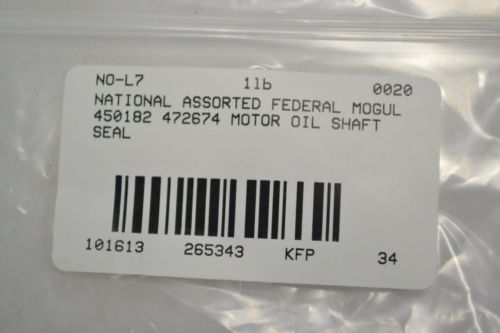 NO-L7 1lb 0020
NATIONAL ASSORTED FEDERAL MOGUL
450182 472674 MOTOR OIL SHAFT
SEAL
101613 265343 KFP 34